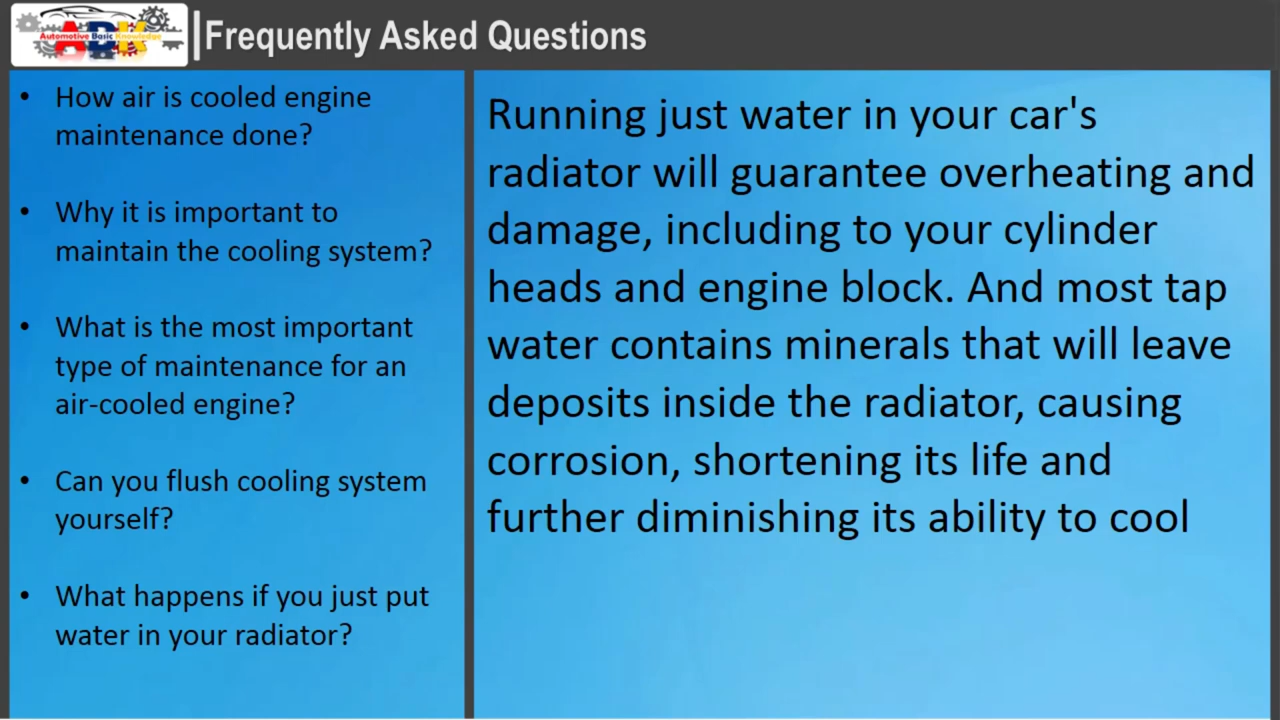 Automotive Basic Knowledge
ABK
Frequently Asked Questions
• How air is cooled engine
maintenance done?
• Why it is important to
maintain the cooling system?
• What is the most important
type of maintenance for an
air-cooled engine?
• Can you flush cooling system
yourself?
• What happens if you just put
water in your radiator?
Running just water in your car's
radiator will guarantee overheating and
damage, including to your cylinder
heads and engine block. And most tap
water contains minerals that will leave
deposits inside the radiator, causing
corrosion, shortening its life and
further diminishing its ability to cool